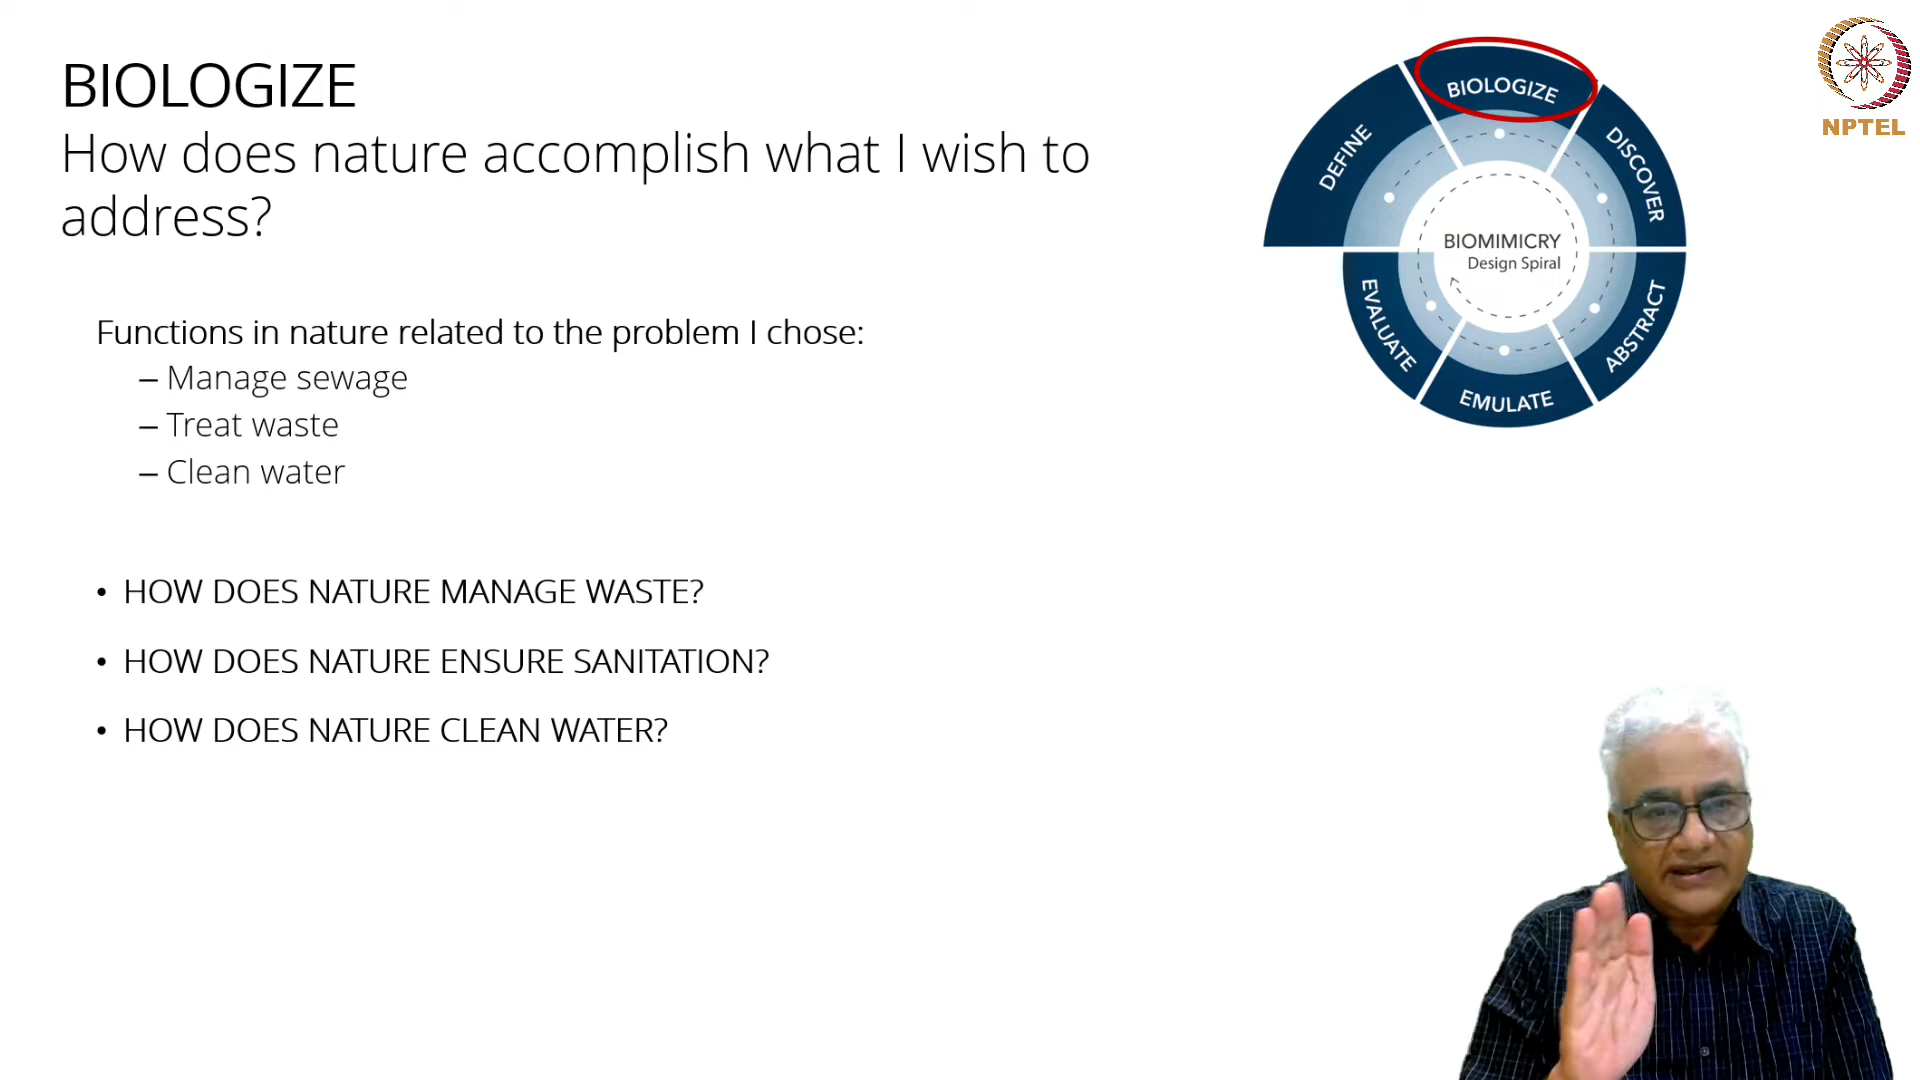 BIOLOGIZE
How does nature accomplish what I wish to
address?
Functions in nature related to the problem I chose:
– Manage sewage
– Treat waste
– Clean water
• HOW DOES NATURE MANAGE WASTE?
• HOW DOES NATURE ENSURE SANITATION?
• HOW DOES NATURE CLEAN WATER?
DEFINE
BIOLOGIZE
DISCOVER
ABSTRACT
EMULATE
EVALUATE
BIOMIMICRY
Design Spiral
NPTEL